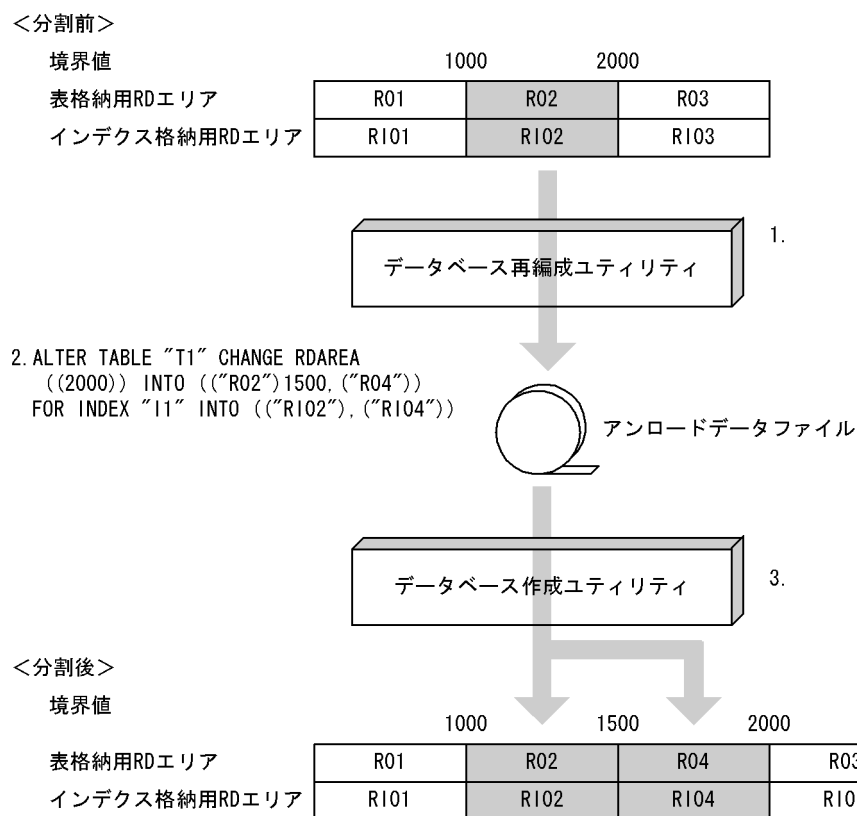 ＜分割前＞
境界値 1000 2000
表格納用RDエリア R01 R02 R03
インデクス格納用RDエリア RI01 RI02 RI03
1.
データベース再編成ユティリティ
2.ALTER TABLE "T1" CHANGE RDAREA
((2000)) INTO (("R02")1500,("R04"))
FOR INDEX "I1" INTO (("RI02"),("RI04"))
アンロードデータファイル
データベース作成ユティリティ 3.
＜分割後＞
境界値
1000 1500 2000
表格納用RDエリア R01 R02 R04
インデクス格納用RDエリア RI01 RI02 RI04